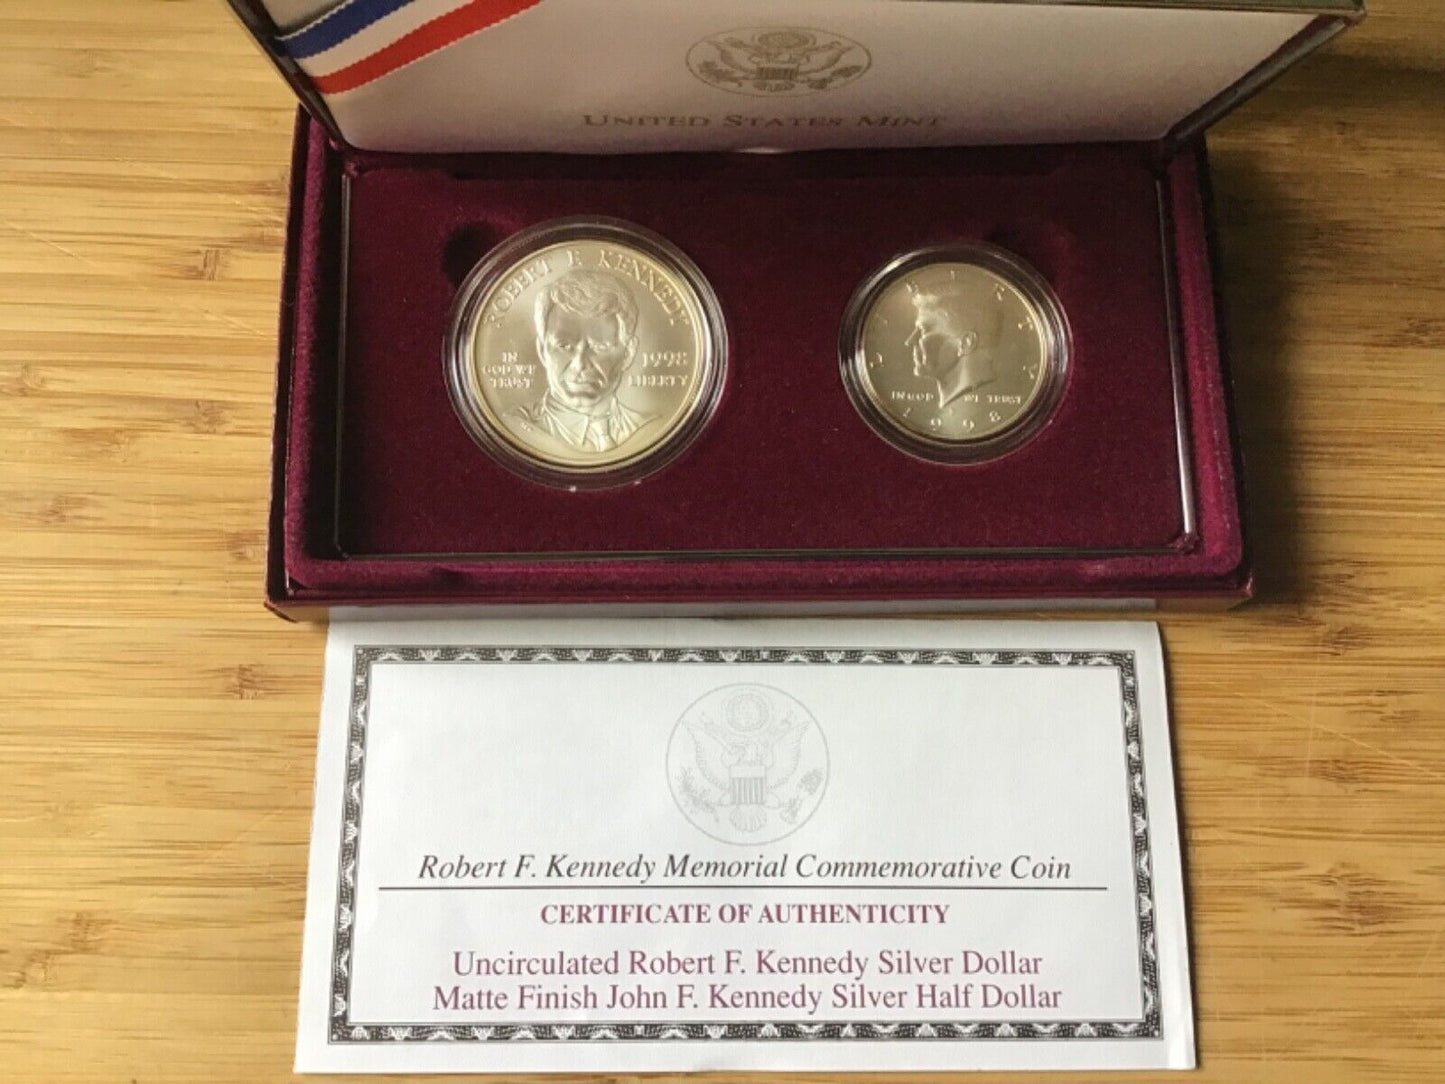 UNITED STATES MINT
ROBERT F. KENNEDY
IN
GOD WE
TRUST
1998
LIBERTY
LIBERTY
IN GOD WE TRUST
1998
Robert F. Kennedy Memorial Commemorative Coin
CERTIFICATE OF AUTHENTICITY
Uncirculated Robert F. Kennedy Silver Dollar
Matte Finish John F. Kennedy Silver Half Dollar